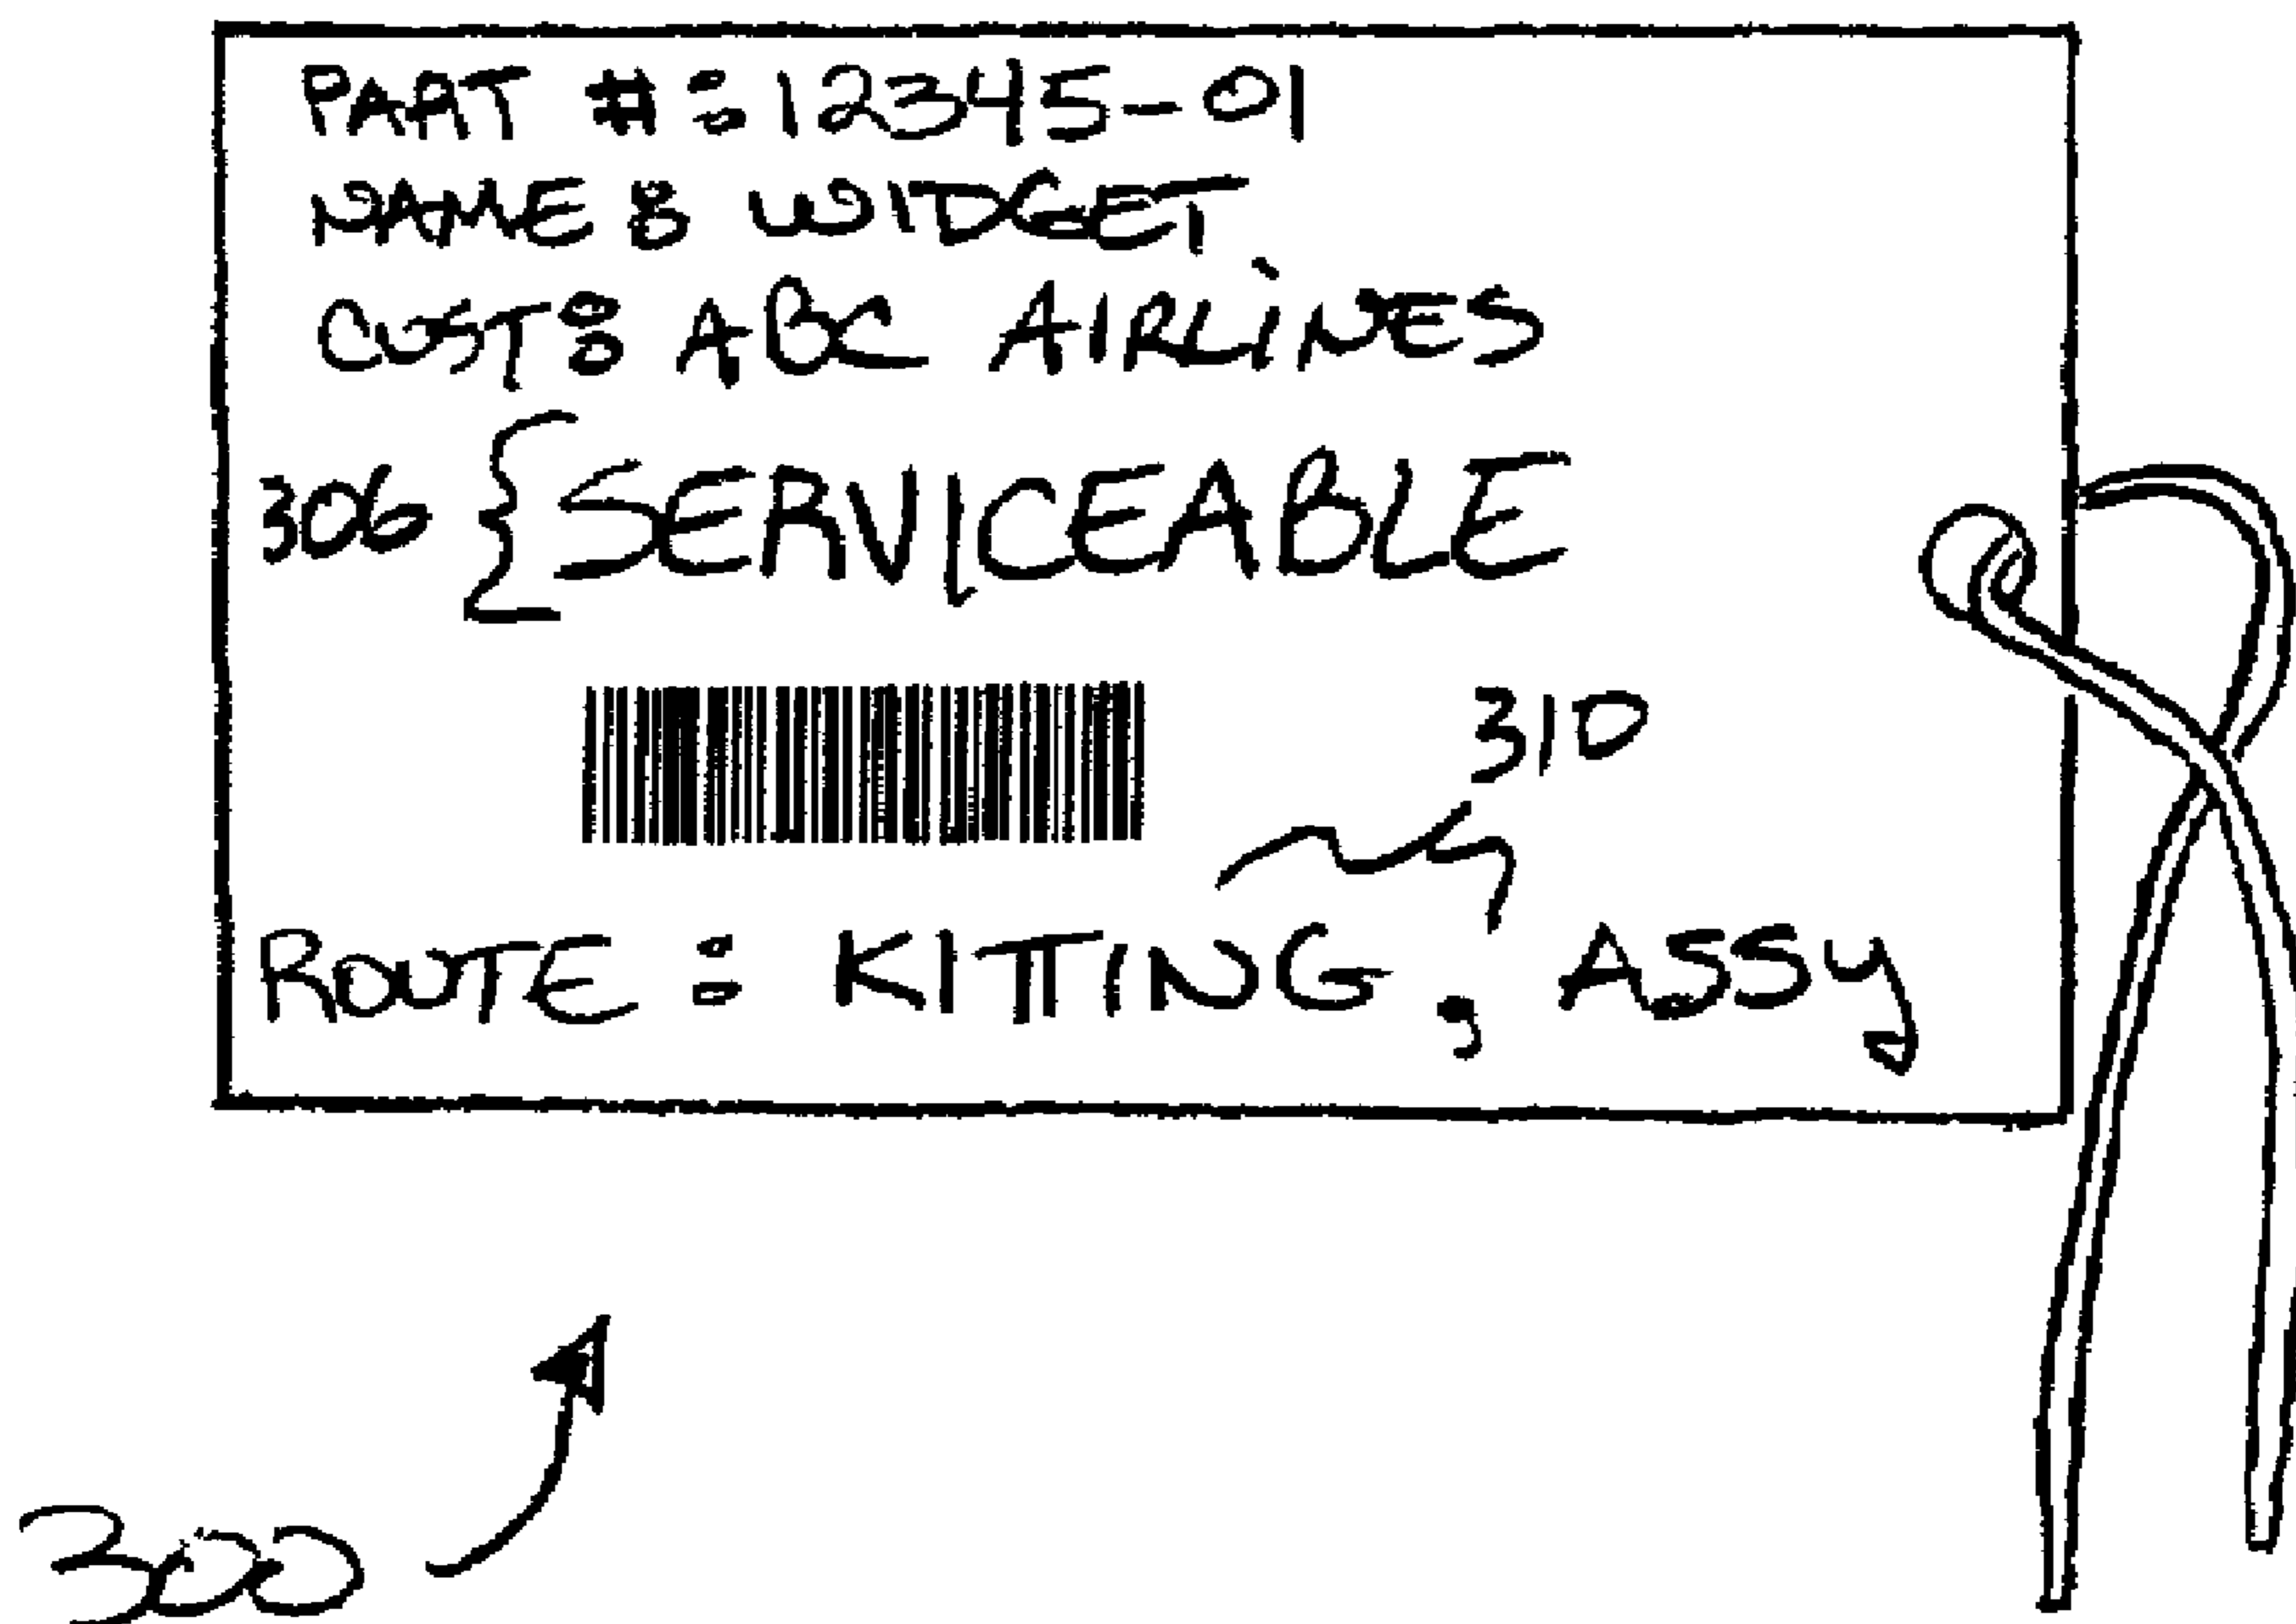 PART #: 12345-01
NAME: WIDGET
CUST: ABC AIRLINES
306 {SERVICEABLE
310
ROUTE: KITTING, ASSY
300